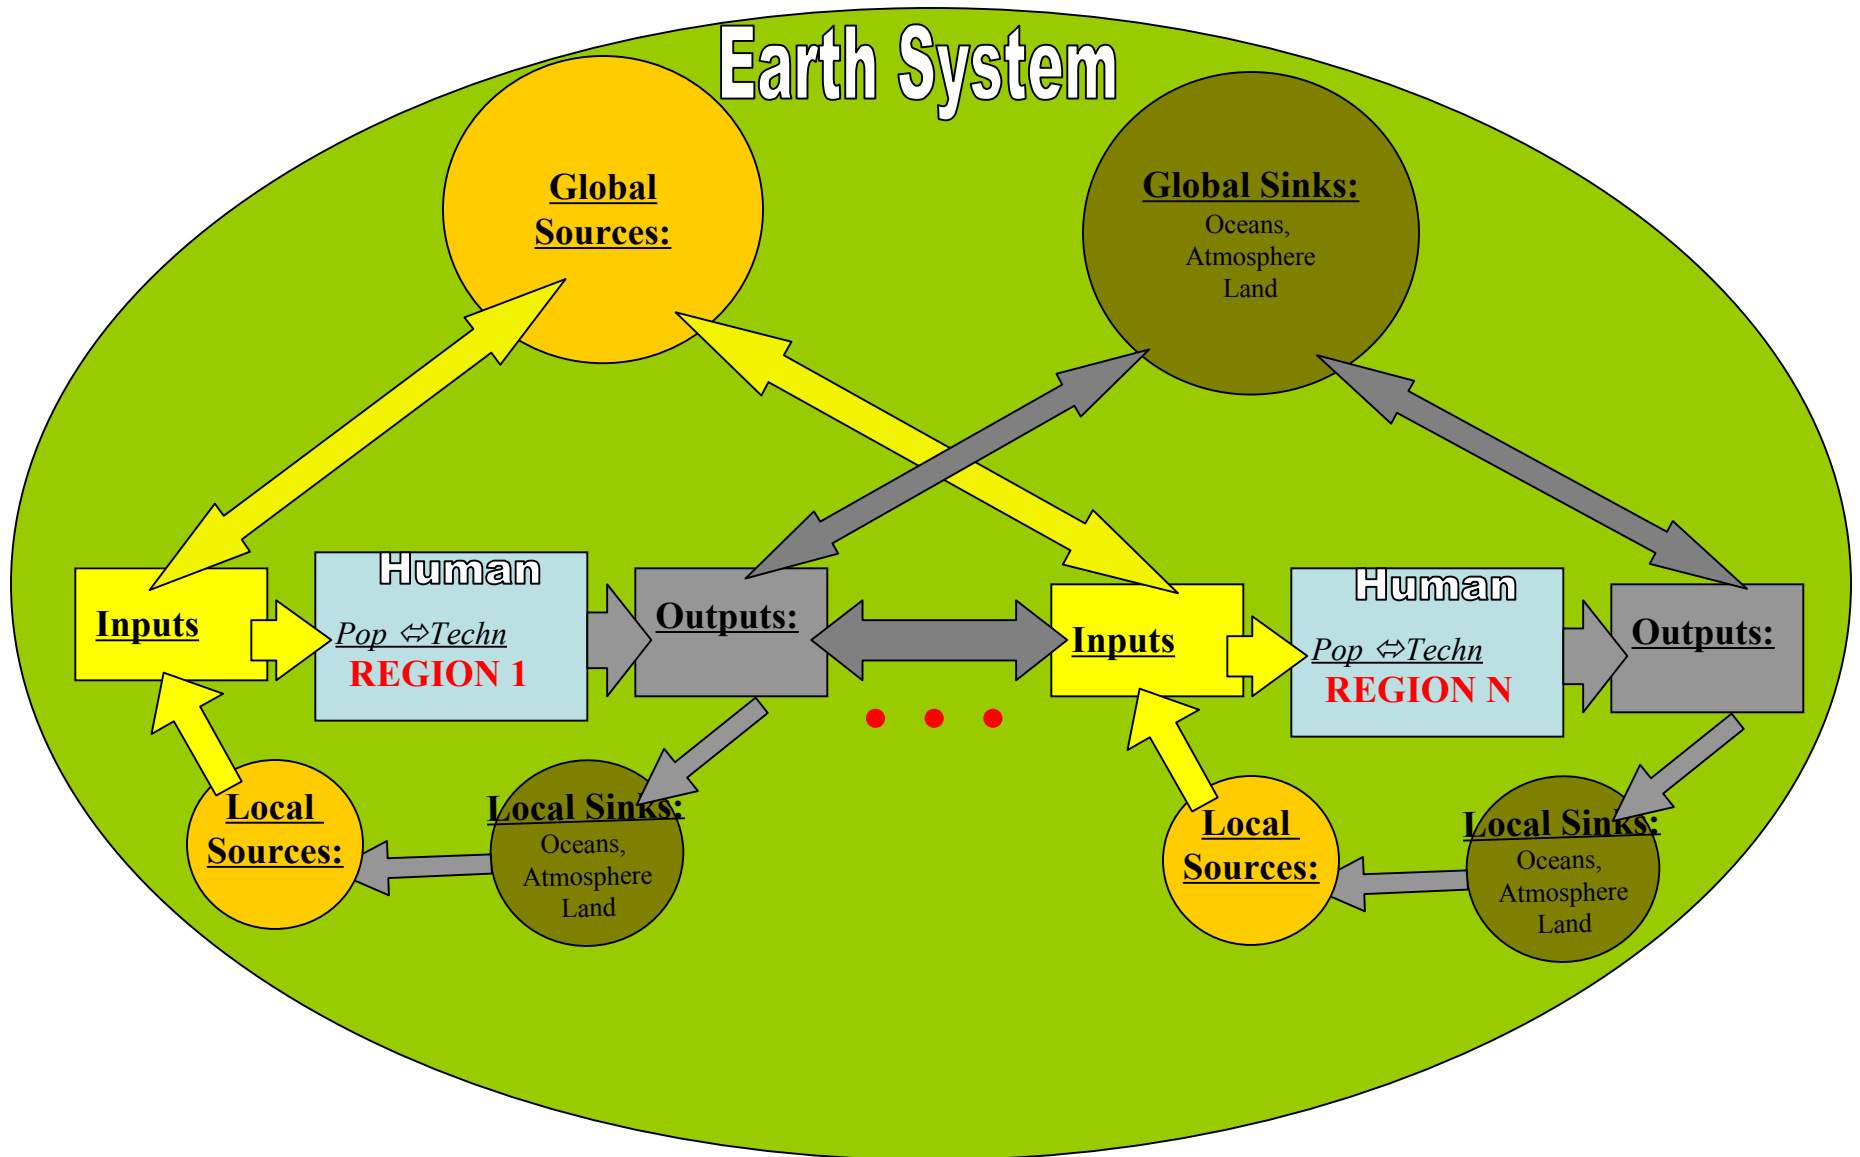 Earth System
Global
Sources:
Global Sinks:
Oceans,
Atmosphere
Land
Inputs
Human
Pop ⬄Techn
REGION 1
Outputs:
Inputs
Human
Pop ⬄Techn
REGION N
Outputs:
Local
Sources:
Local Sinks:
Oceans,
Atmosphere
Land
Local
Sources:
Local Sinks:
Oceans,
Atmosphere
Land